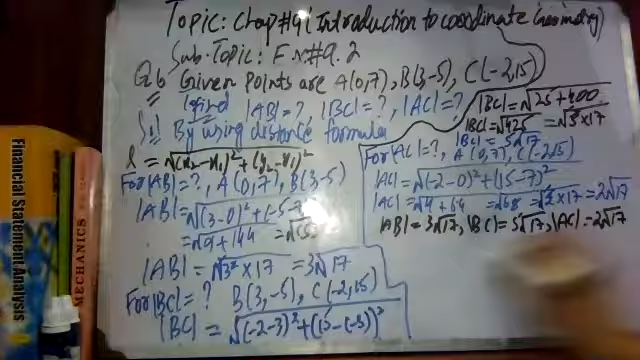 Topic: Chap#9 (Introduction to coordinate Geometry)
Sub-Topic: Ex#9.2
Q6 Given Points are A(0,7), B(3,-5), C(-2,15)
|AB|=?, |BC|=?, |AC|=?
Sol: By using distance formula
d = √(x₂-x₁)²+(y₂-y₁)²
For |AB|=?, A(0,7), B(3,-5)
|AB|=√(3-0)²+(-5-7)²
=√9+144 =√153
|AB|=√3²×17 =3√17
For |BC|=? B(3,-5), C(-2,15)
|BC| = √(-2-3)²+(15-(-5))²
|BC|=√25+400
|BC|=√425 =√5²×17
|BC|=5√17
For |AC|=?, A(0,7), C(-2,15)
|AC|=√(-2-0)²+(15-7)²
|AC|=√4+64 =√68 =√2²×17 =2√17
|AB|=3√17, |BC|=5√17, |AC|=2√17
Financial Statement Analysis
MECHANICS